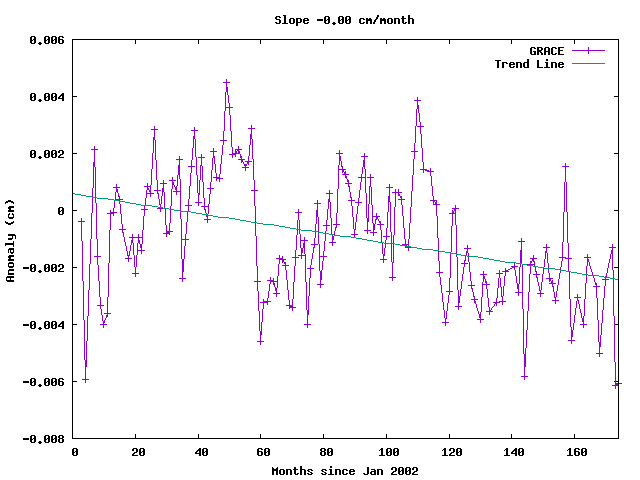 Slope -0.00 cm/month
GRACE
Trend Line
0.006
0.004
0.002
0
-0.002
-0.004
-0.006
-0.008
Anomaly (cm)
0 20 40 60 80 100 120 140 160
Months since Jan 2002